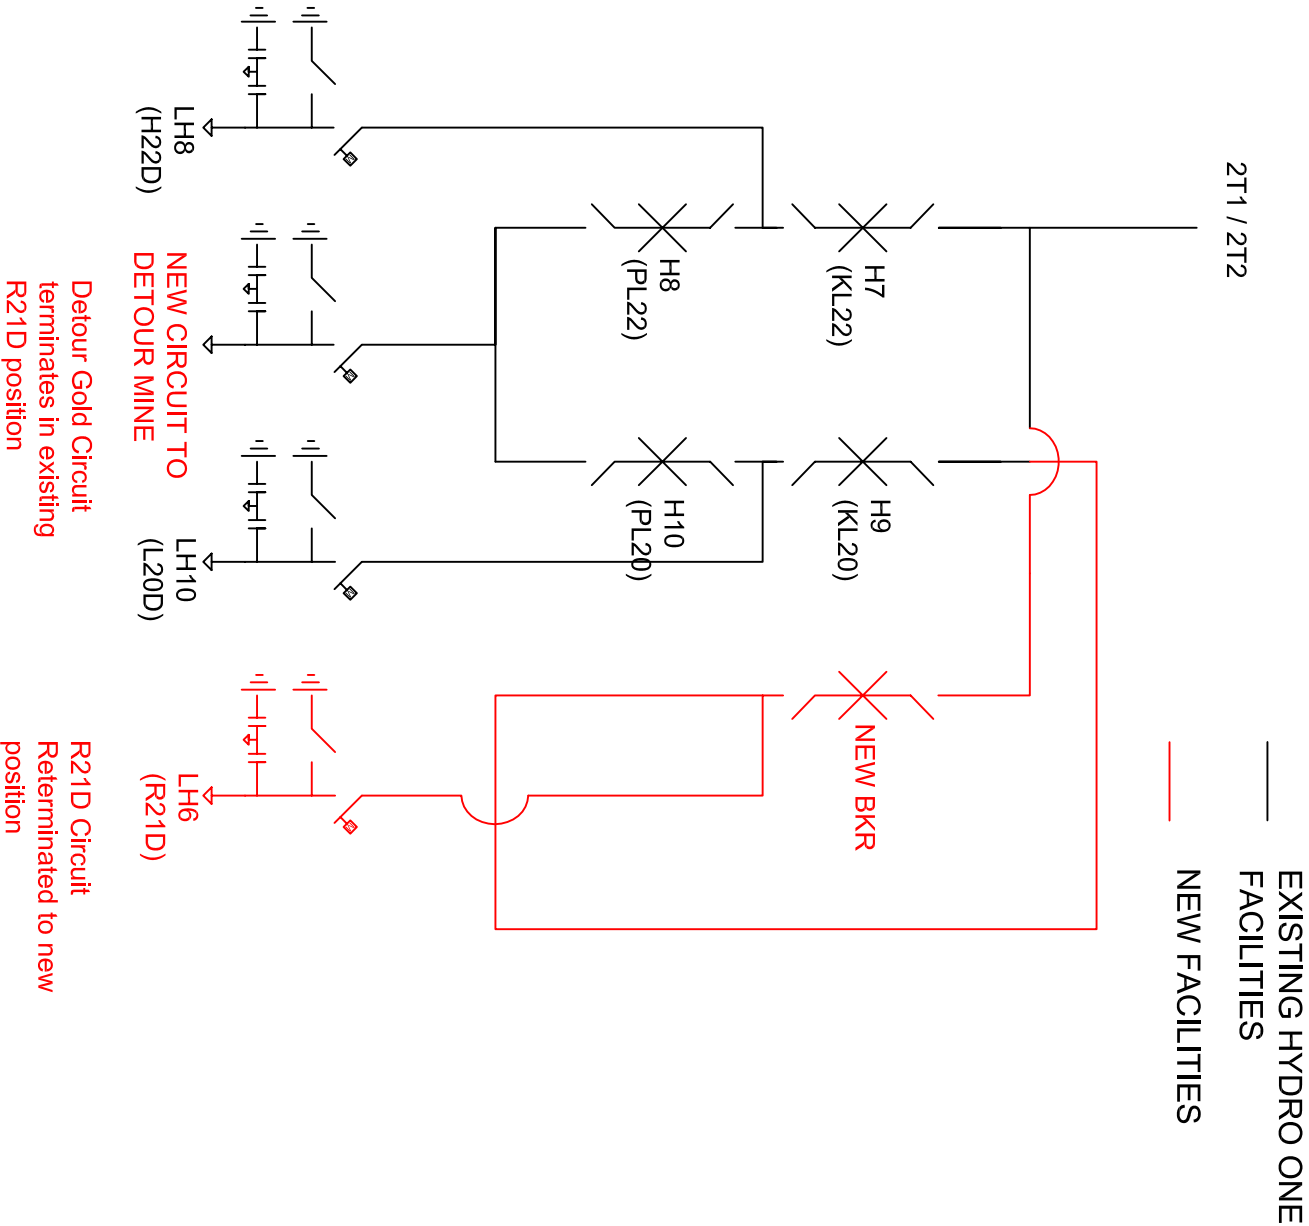 EXISTING HYDRO ONE
FACILITIES
NEW FACILITIES
2T1 / 2T2
H7
(KL22)
H9
(KL20)
NEW BKR
H8
(PL22)
H10
(PL20)
LH8
(H22D)
NEW CIRCUIT TO
DETOUR MINE
LH10
(L20D)
LH6
(R21D)
Detour Gold Circuit
terminates in existing
R21D position
R21D Circuit
Reterminated to new
position